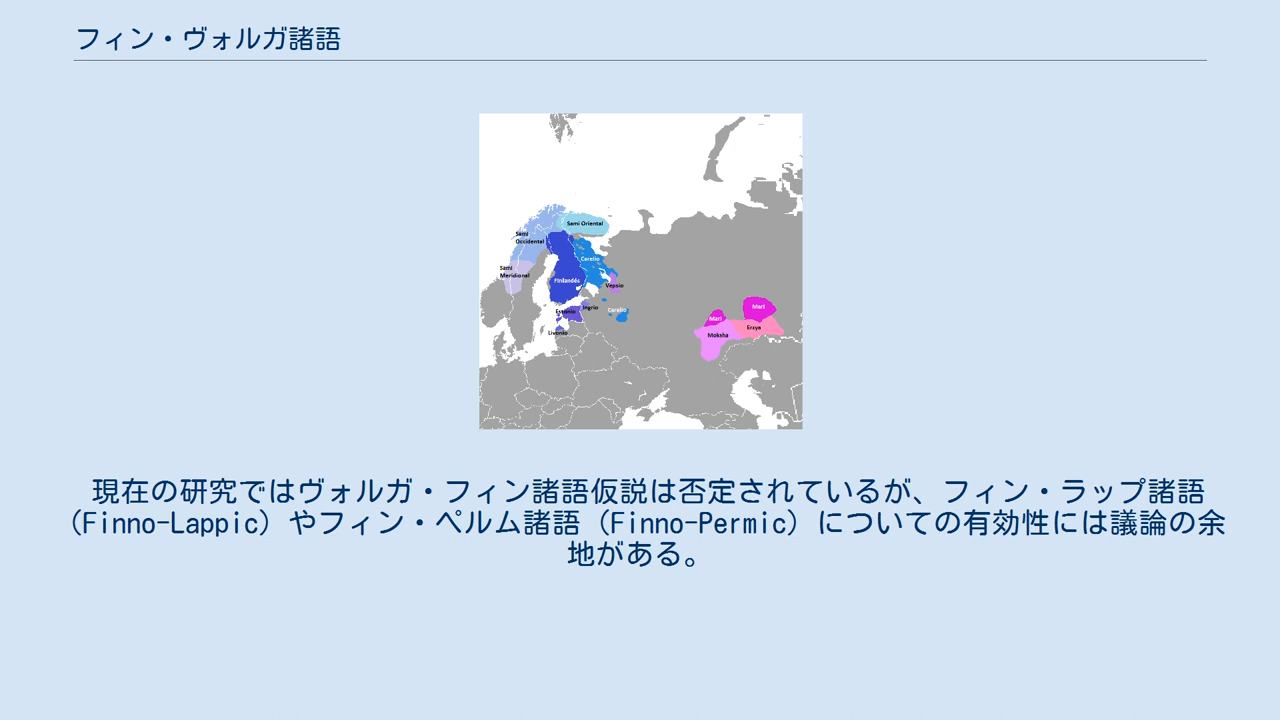 フィン・ヴォルガ諸語
Sami Oriental
Sami
Occidental
Carelio
Sami
Meridional
Finlandés
Vepsio
Ingrio
Estonio
Carelio
Livonio
Mari
Mari
Erzya
Moksha
現在の研究ではヴォルガ・フィン諸語仮説は否定されているが、フィン・ラップ諸語
(Finno-Lappic) やフィン・ペルム諸語 (Finno-Permic) についての有効性には議論の余
地がある。